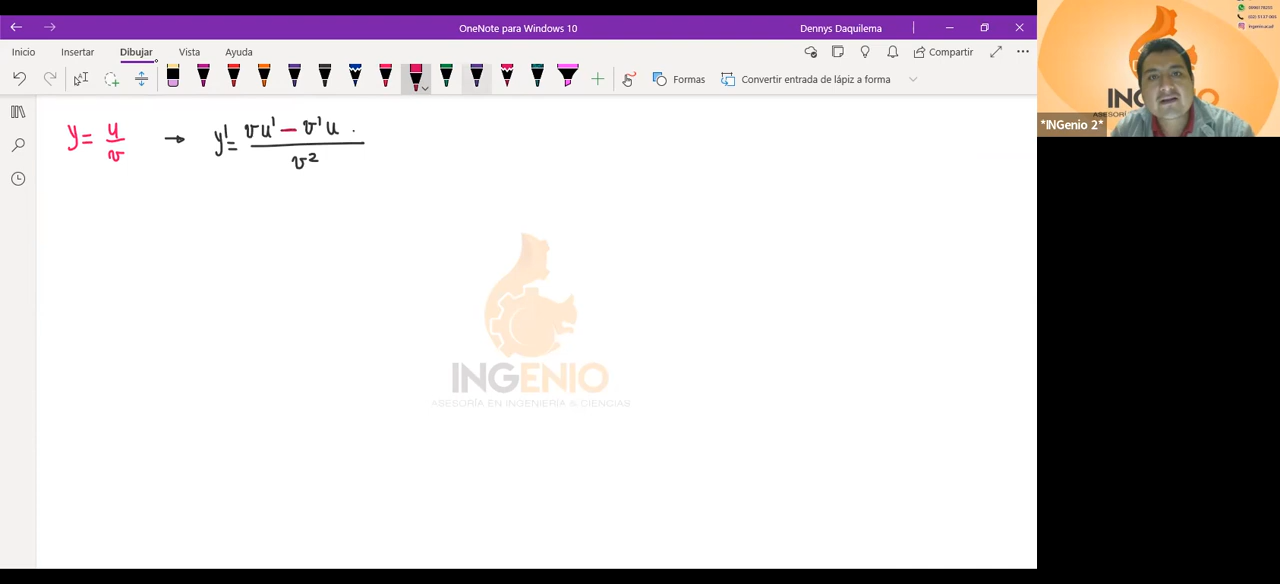 OneNote para Windows 10
Dennys Daquilema
Inicio
Insertar
Dibujar
Vista
Ayuda
Compartir
Formas
Convertir entrada de lápiz a forma
y = u/v → y' = (vu' − v'u)/v²
INGENIO
ASESORÍA EN INGENIERÍA & CIENCIAS
*INGenio 2*